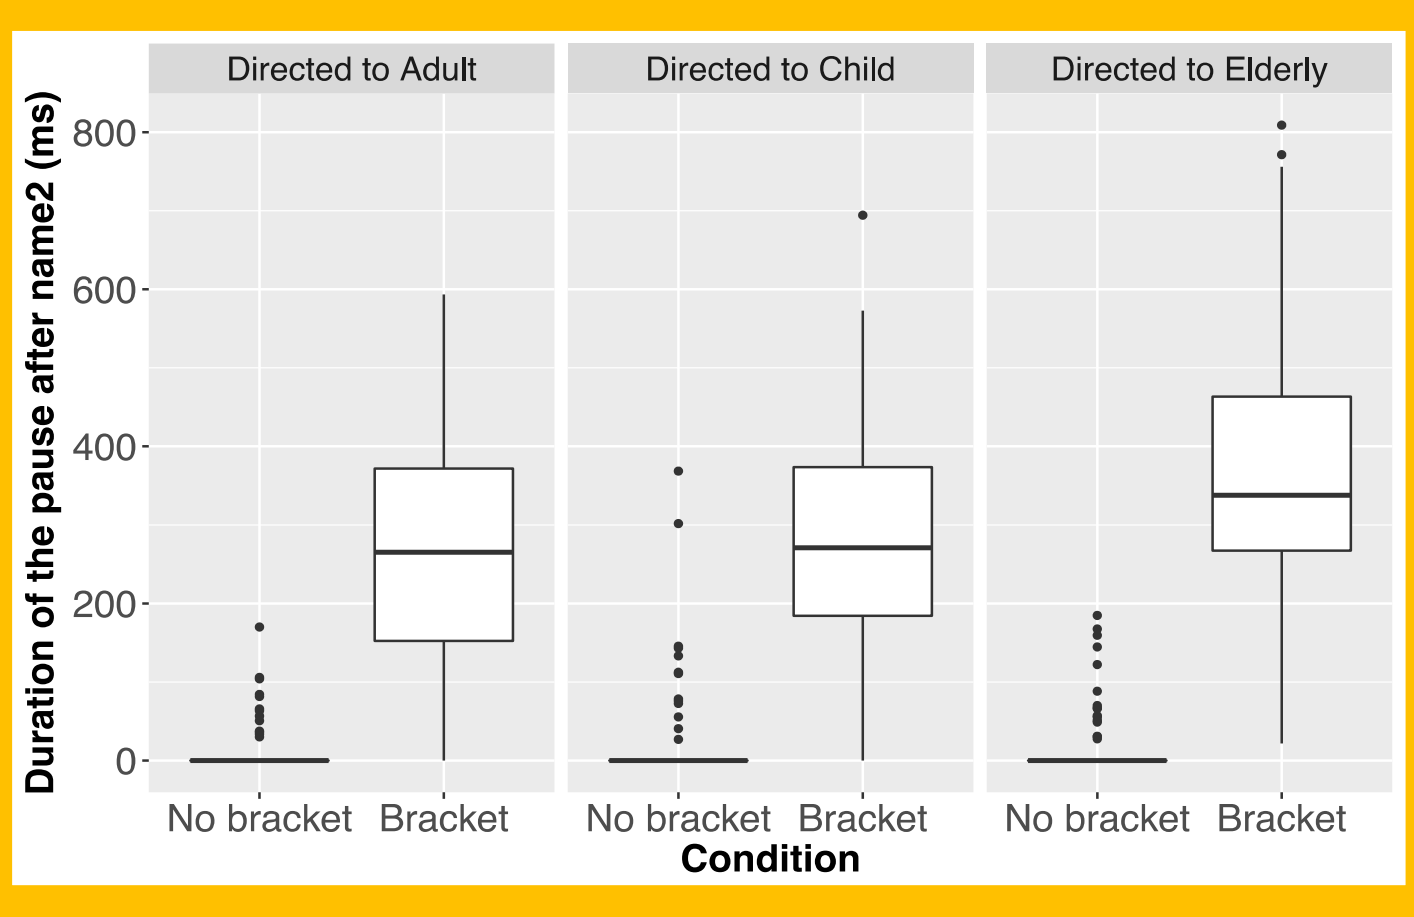 Directed to Adult
Directed to Child
Directed to Elderly
Duration of the pause after name2 (ms)
800
600
400
200
0
No bracket
Bracket
No bracket
Bracket
No bracket
Bracket
Condition